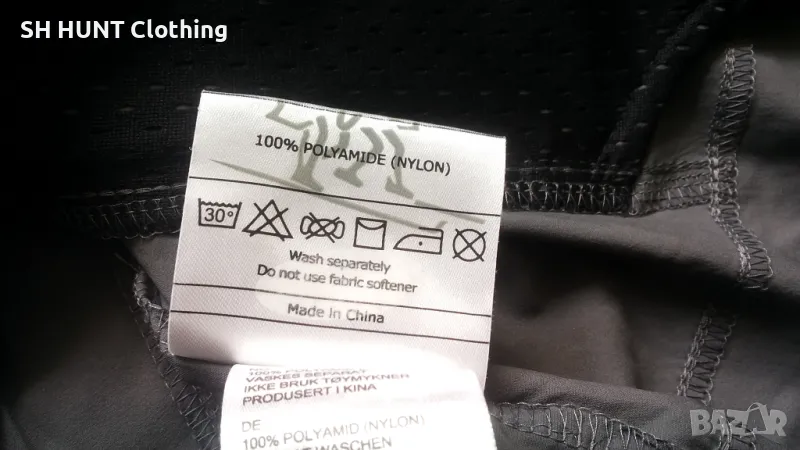 SH HUNT Clothing
100% POLYAMIDE (NYLON)
30°
Wash separately
Do not use fabric softener
Made in China
VASKES SEPARAT
IKKE BRUK TØYMYKNER
PRODUSERT I KINA
DE
100% POLYAMID (NYLON)
WASCHEN
BAZAR